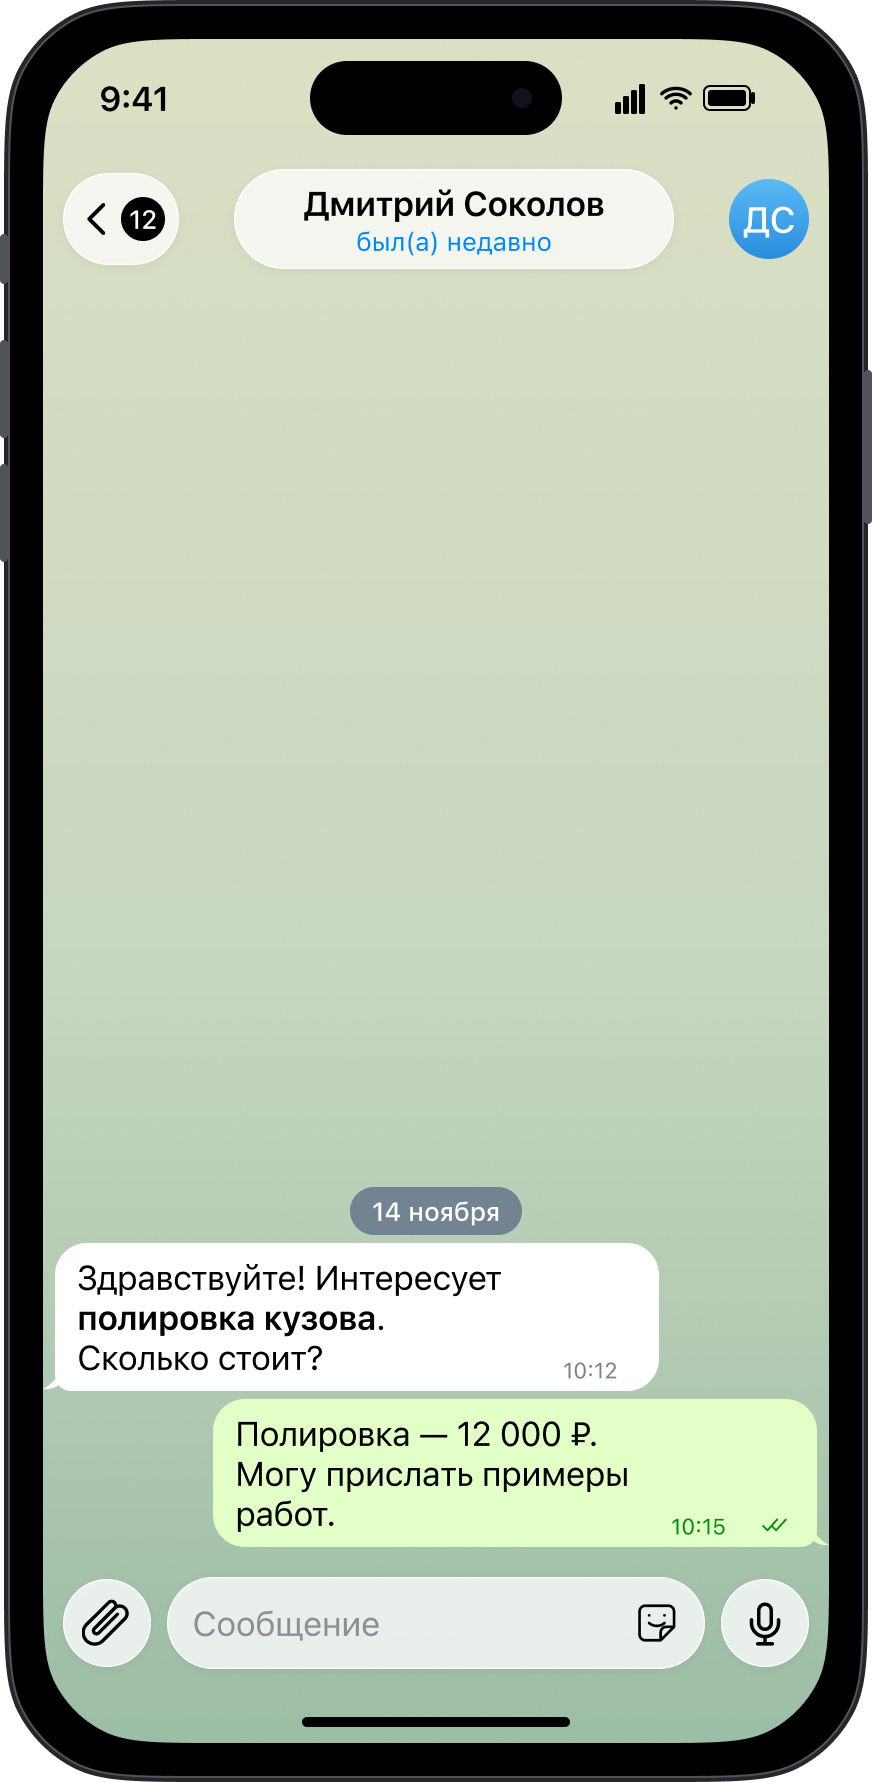 9:41
12
Дмитрий Соколов
был(а) недавно
ДС
14 ноября
Здравствуйте! Интересует
полировка кузова.
Сколько стоит?
10:12
Полировка — 12 000 ₽.
Могу прислать примеры
работ.
10:15
Сообщение